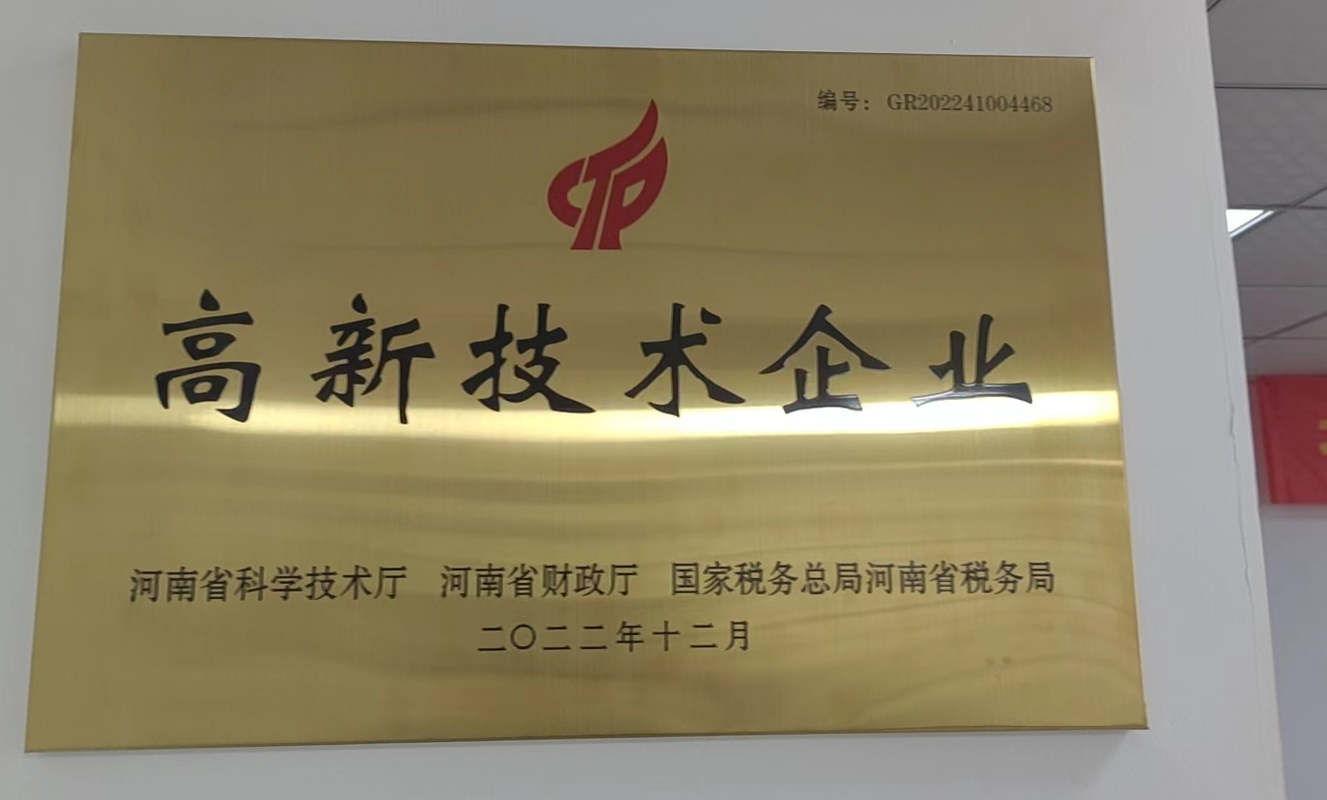 编号：GR202241004468
高新技术企业
河南省科学技术厅 河南省财政厅 国家税务总局河南省税务局
二〇二二年十二月